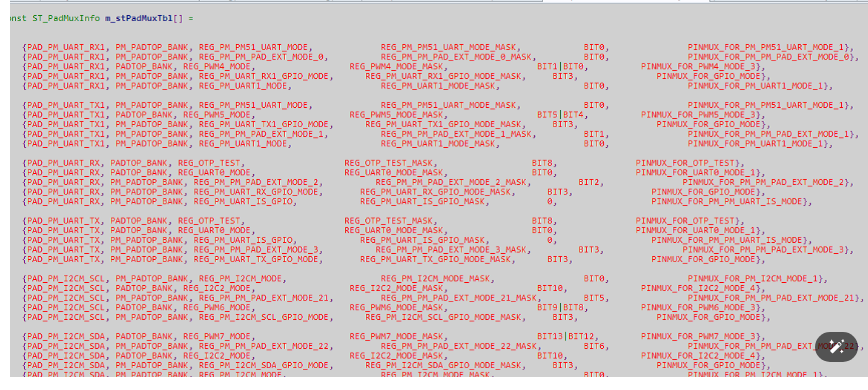 onst ST_PadMuxInfo m_stPadMuxTbl[] =
{PAD_PM_UART_RX1, PM_PADTOP_BANK, REG_PM_PM51_UART_MODE, REG_PM_PM51_UART_MODE_MASK, BIT0, PINMUX_FOR_PM_PM51_UART_MODE_1},
{PAD_PM_UART_RX1, PM_PADTOP_BANK, REG_PM_PM_PAD_EXT_MODE_0, REG_PM_PM_PAD_EXT_MODE_0_MASK, BIT0, PINMUX_FOR_PM_PM_PAD_EXT_MODE_0},
{PAD_PM_UART_RX1, PADTOP_BANK, REG_PWM4_MODE, REG_PWM4_MODE_MASK, BIT1|BIT0, PINMUX_FOR_PWM4_MODE_3},
{PAD_PM_UART_RX1, PM_PADTOP_BANK, REG_PM_UART_RX1_GPIO_MODE, REG_PM_UART_RX1_GPIO_MODE_MASK, BIT3, PINMUX_FOR_GPIO_MODE},
{PAD_PM_UART_RX1, PM_PADTOP_BANK, REG_PM_UART1_MODE, REG_PM_UART1_MODE_MASK, BIT0, PINMUX_FOR_PM_UART1_MODE_1},
{PAD_PM_UART_TX1, PM_PADTOP_BANK, REG_PM_PM51_UART_MODE, REG_PM_PM51_UART_MODE_MASK, BIT0, PINMUX_FOR_PM_PM51_UART_MODE_1},
{PAD_PM_UART_TX1, PADTOP_BANK, REG_PWM5_MODE, REG_PWM5_MODE_MASK, BIT5|BIT4, PINMUX_FOR_PWM5_MODE_3},
{PAD_PM_UART_TX1, PM_PADTOP_BANK, REG_PM_UART_TX1_GPIO_MODE, REG_PM_UART_TX1_GPIO_MODE_MASK, BIT3, PINMUX_FOR_GPIO_MODE},
{PAD_PM_UART_TX1, PM_PADTOP_BANK, REG_PM_PM_PAD_EXT_MODE_1, REG_PM_PM_PAD_EXT_MODE_1_MASK, BIT1, PINMUX_FOR_PM_PM_PAD_EXT_MODE_1},
{PAD_PM_UART_TX1, PM_PADTOP_BANK, REG_PM_UART1_MODE, REG_PM_UART1_MODE_MASK, BIT0, PINMUX_FOR_PM_UART1_MODE_1},
{PAD_PM_UART_RX, PADTOP_BANK, REG_OTP_TEST, REG_OTP_TEST_MASK, BIT8, PINMUX_FOR_OTP_TEST},
{PAD_PM_UART_RX, PADTOP_BANK, REG_UART0_MODE, REG_UART0_MODE_MASK, BIT0, PINMUX_FOR_UART0_MODE_1},
{PAD_PM_UART_RX, PM_PADTOP_BANK, REG_PM_PM_PAD_EXT_MODE_2, REG_PM_PM_PAD_EXT_MODE_2_MASK, BIT2, PINMUX_FOR_PM_PM_PAD_EXT_MODE_2},
{PAD_PM_UART_RX, PM_PADTOP_BANK, REG_PM_UART_RX_GPIO_MODE, REG_PM_UART_RX_GPIO_MODE_MASK, BIT3, PINMUX_FOR_GPIO_MODE},
{PAD_PM_UART_RX, PM_PADTOP_BANK, REG_PM_UART_IS_GPIO, REG_PM_UART_IS_GPIO_MASK, 0, PINMUX_FOR_PM_PM_UART_IS_MODE},
{PAD_PM_UART_TX, PADTOP_BANK, REG_OTP_TEST, REG_OTP_TEST_MASK, BIT8, PINMUX_FOR_OTP_TEST},
{PAD_PM_UART_TX, PADTOP_BANK, REG_UART0_MODE, REG_UART0_MODE_MASK, BIT0, PINMUX_FOR_UART0_MODE_1},
{PAD_PM_UART_TX, PM_PADTOP_BANK, REG_PM_UART_IS_GPIO, REG_PM_UART_IS_GPIO_MASK, 0, PINMUX_FOR_PM_PM_UART_IS_MODE},
{PAD_PM_UART_TX, PM_PADTOP_BANK, REG_PM_PM_PAD_EXT_MODE_3, REG_PM_PM_PAD_EXT_MODE_3_MASK, BIT3, PINMUX_FOR_PM_PM_PAD_EXT_MODE_3},
{PAD_PM_UART_TX, PM_PADTOP_BANK, REG_PM_UART_TX_GPIO_MODE, REG_PM_UART_TX_GPIO_MODE_MASK, BIT3, PINMUX_FOR_GPIO_MODE},
{PAD_PM_I2CM_SCL, PM_PADTOP_BANK, REG_PM_I2CM_MODE, REG_PM_I2CM_MODE_MASK, BIT0, PINMUX_FOR_PM_I2CM_MODE_1},
{PAD_PM_I2CM_SCL, PADTOP_BANK, REG_I2C2_MODE, REG_I2C2_MODE_MASK, BIT10, PINMUX_FOR_I2C2_MODE_4},
{PAD_PM_I2CM_SCL, PM_PADTOP_BANK, REG_PM_PM_PAD_EXT_MODE_21, REG_PM_PM_PAD_EXT_MODE_21_MASK, BIT5, PINMUX_FOR_PM_PM_PAD_EXT_MODE_21},
{PAD_PM_I2CM_SCL, PADTOP_BANK, REG_PWM6_MODE, REG_PWM6_MODE_MASK, BIT9|BIT8, PINMUX_FOR_PWM6_MODE_3},
{PAD_PM_I2CM_SCL, PM_PADTOP_BANK, REG_PM_I2CM_SCL_GPIO_MODE, REG_PM_I2CM_SCL_GPIO_MODE_MASK, BIT3, PINMUX_FOR_GPIO_MODE},
{PAD_PM_I2CM_SDA, PADTOP_BANK, REG_PWM7_MODE, REG_PWM7_MODE_MASK, BIT13|BIT12, PINMUX_FOR_PWM7_MODE_3},
{PAD_PM_I2CM_SDA, PM_PADTOP_BANK, REG_PM_PM_PAD_EXT_MODE_22, REG_PM_PM_PAD_EXT_MODE_22_MASK, BIT6, PINMUX_FOR_PM_PM_PAD_EXT_MODE_22},
{PAD_PM_I2CM_SDA, PADTOP_BANK, REG_I2C2_MODE, REG_I2C2_MODE_MASK, BIT10, PINMUX_FOR_I2C2_MODE_4},
{PAD_PM_I2CM_SDA, PM_PADTOP_BANK, REG_PM_I2CM_SDA_GPIO_MODE, REG_PM_I2CM_SDA_GPIO_MODE_MASK, BIT3, PINMUX_FOR_GPIO_MODE},
{PAD_PM_I2CM_SDA, PM_PADTOP_BANK, REG_PM_I2CM_MODE, REG_PM_I2CM_MODE_MASK, BIT0, PINMUX_FOR_PM_I2CM_MODE_1},